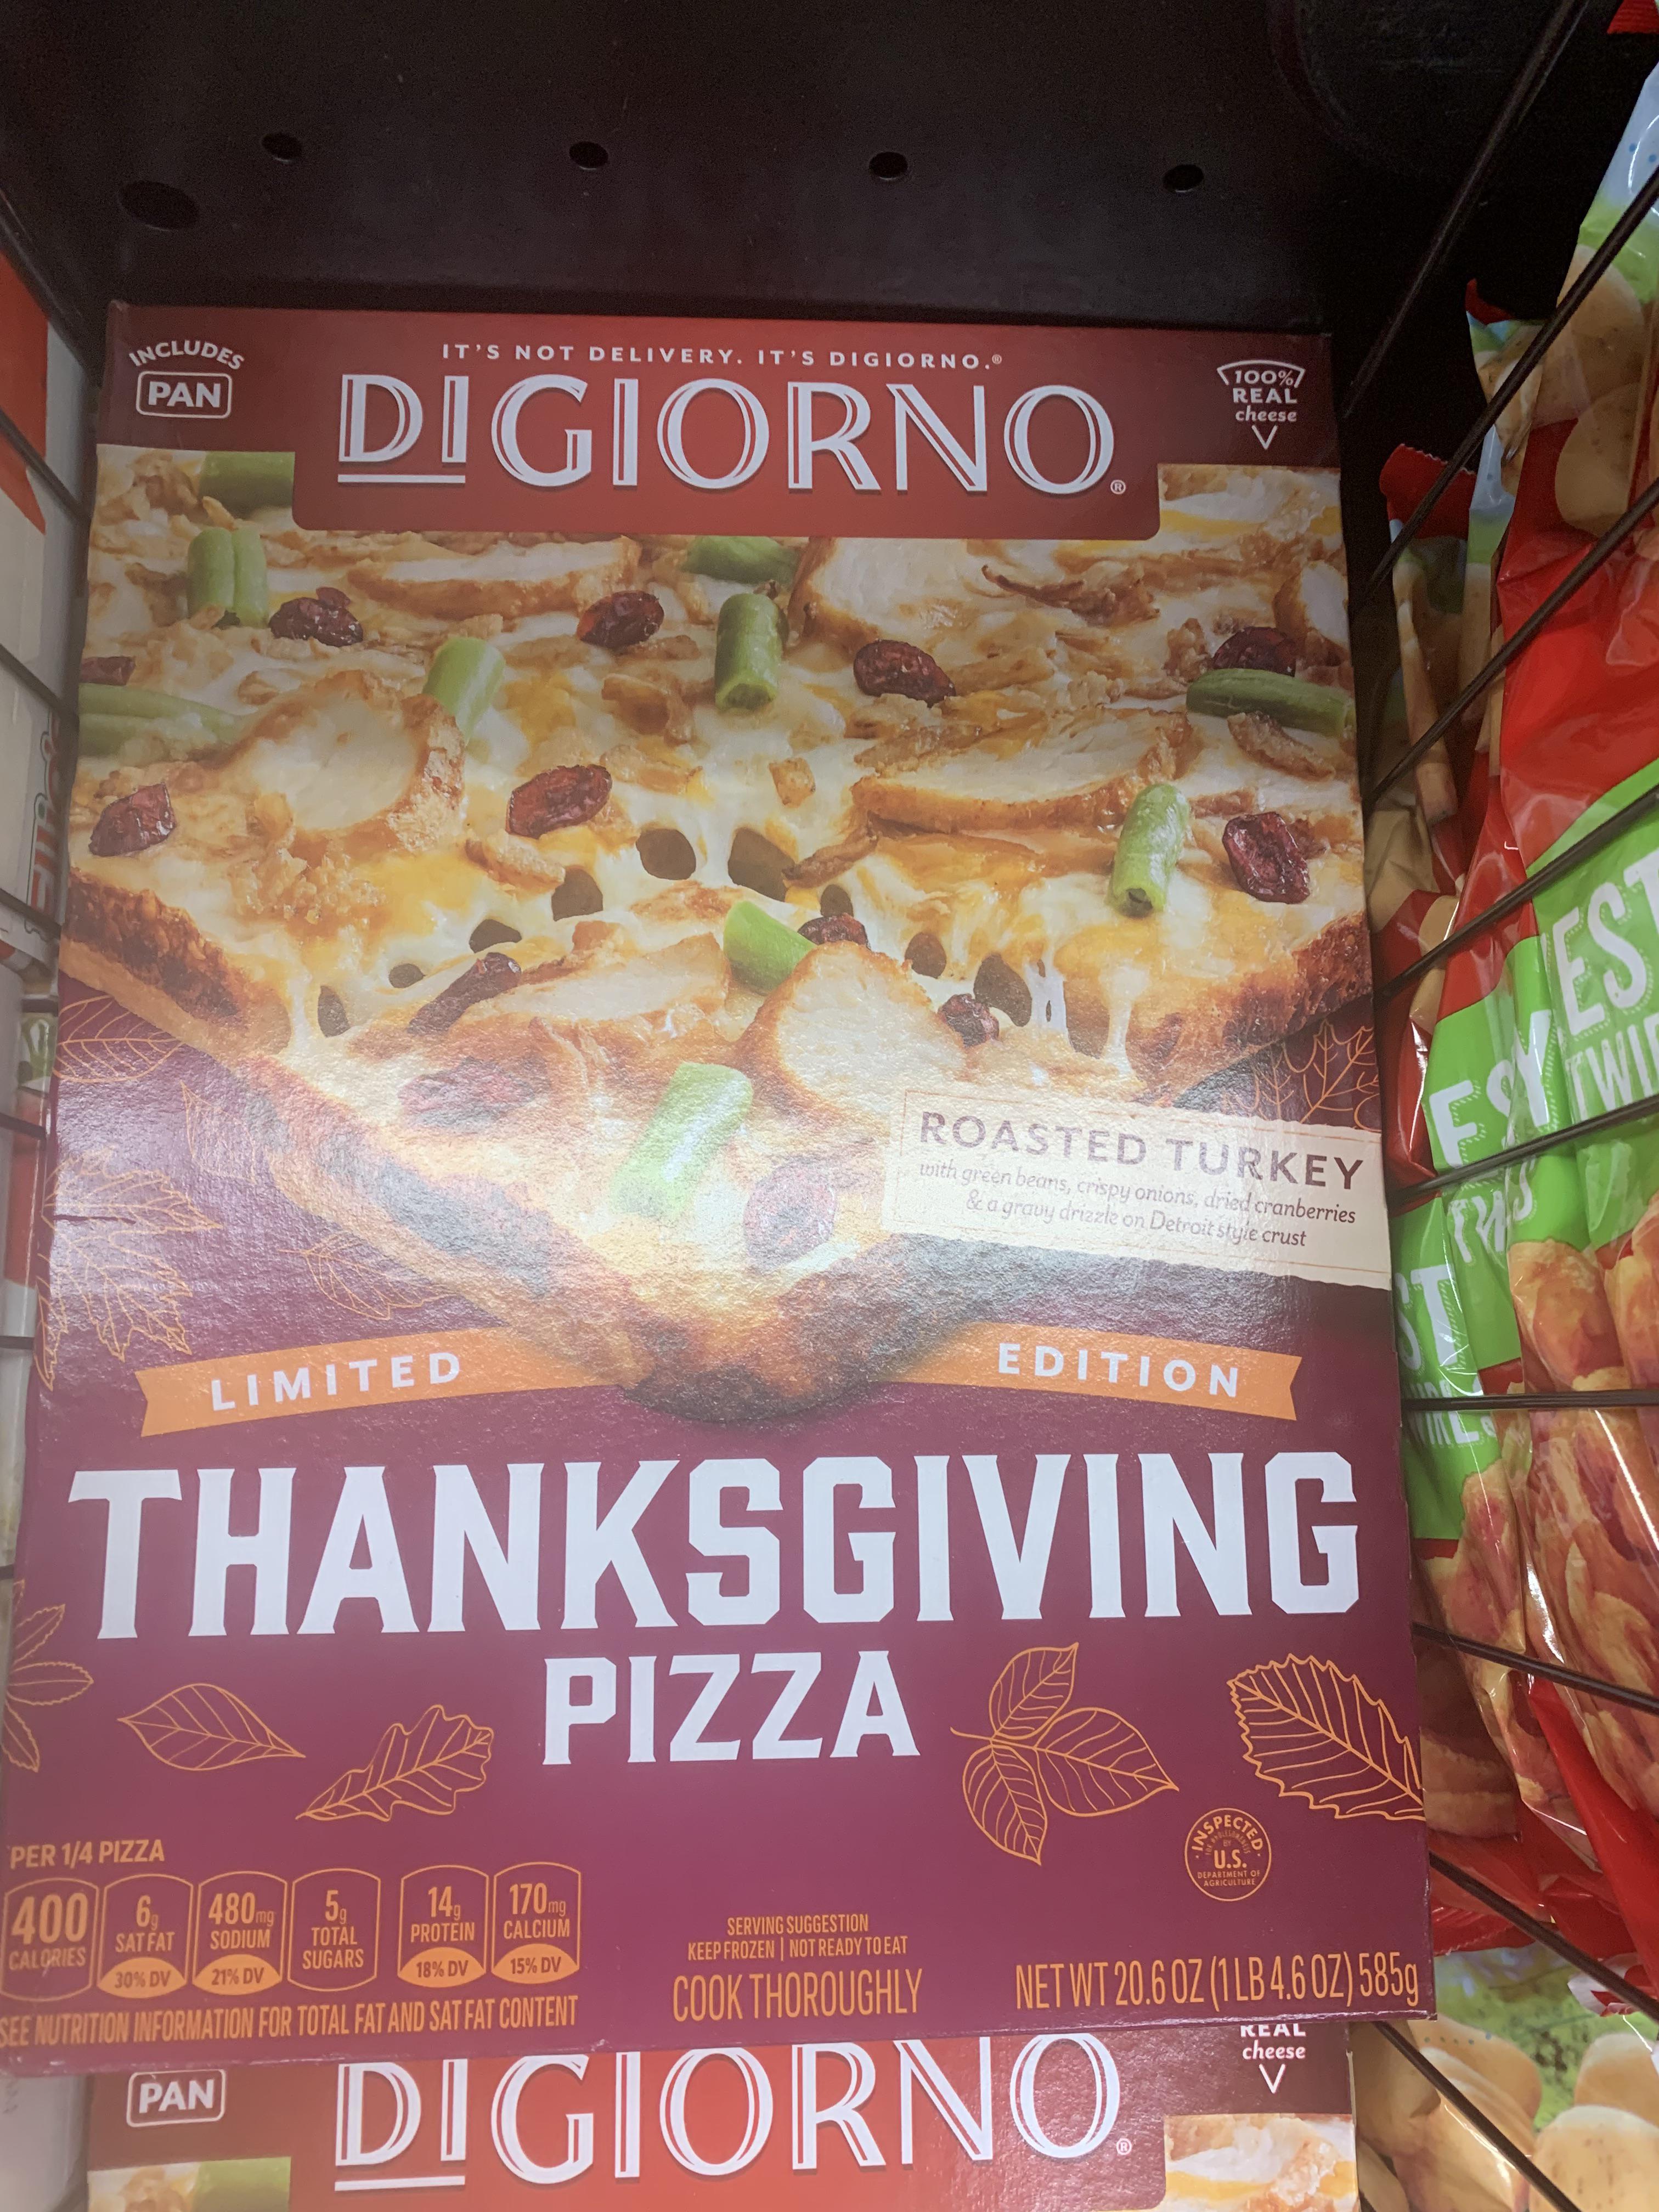 INCLUDES
PAN
IT'S NOT DELIVERY. IT'S DIGIORNO.®
DIGIORNO®
100%
REAL
cheese
ROASTED TURKEY
with green beans, crispy onions, dried cranberries
& a gravy drizzle on Detroit style crust
LIMITED EDITION
THANKSGIVING
PIZZA
PER 1/4 PIZZA
400
CALORIES
6g
SAT FAT
30% DV
480mg
SODIUM
21% DV
5g
TOTAL
SUGARS
14g
PROTEIN
18% DV
170mg
CALCIUM
15% DV
SEE NUTRITION INFORMATION FOR TOTAL FAT AND SAT FAT CONTENT
SERVING SUGGESTION
KEEP FROZEN | NOT READY TO EAT
COOK THOROUGHLY
INSPECTED
BY
U.S.
DEPARTMENT OF
AGRICULTURE
NET WT 20.6 OZ (1 LB 4.6 OZ) 585g
PAN
DIGIORNO®
REAL
cheese